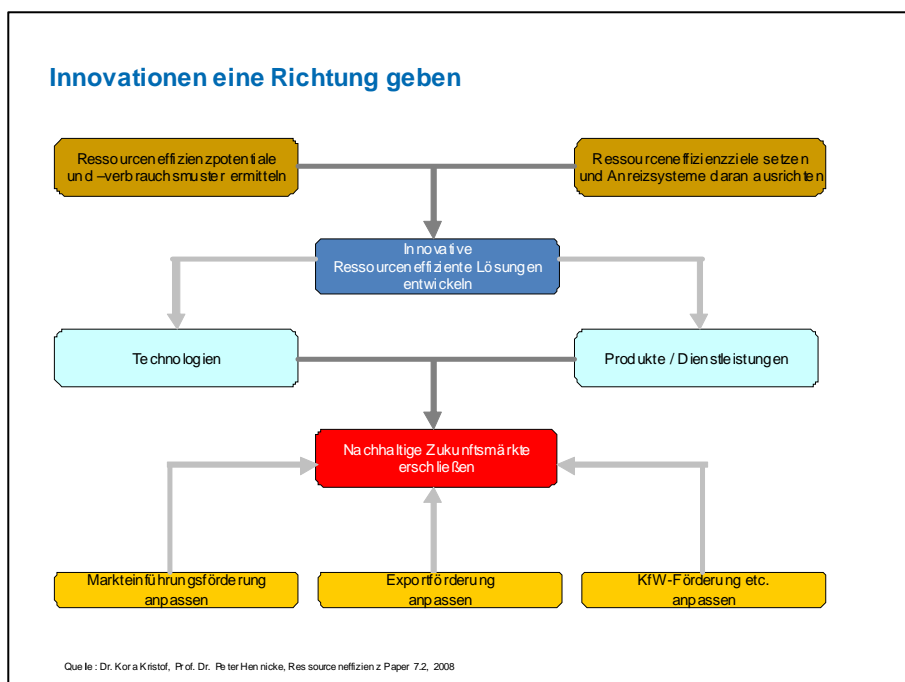 Innovationen eine Richtung geben
Ressourceneffizienzpotentiale
und –verbrauchsmuster ermitteln
Ressourceneffizienzziele setzen
und Anreizsysteme daran ausrichten
Innovative
Ressourceneffiziente Lösungen
entwickeln
Technologien
Produkte / Dienstleistungen
Nachhaltige Zukunftsmärkte
erschließen
Markteinführungsförderung
anpassen
Exportförderung
anpassen
KfW-Förderung etc.
anpassen
Quelle: Dr. Kora Kristof, Prof. Dr. Peter Hennicke, Ressourceneffizienz Paper 7.2, 2008